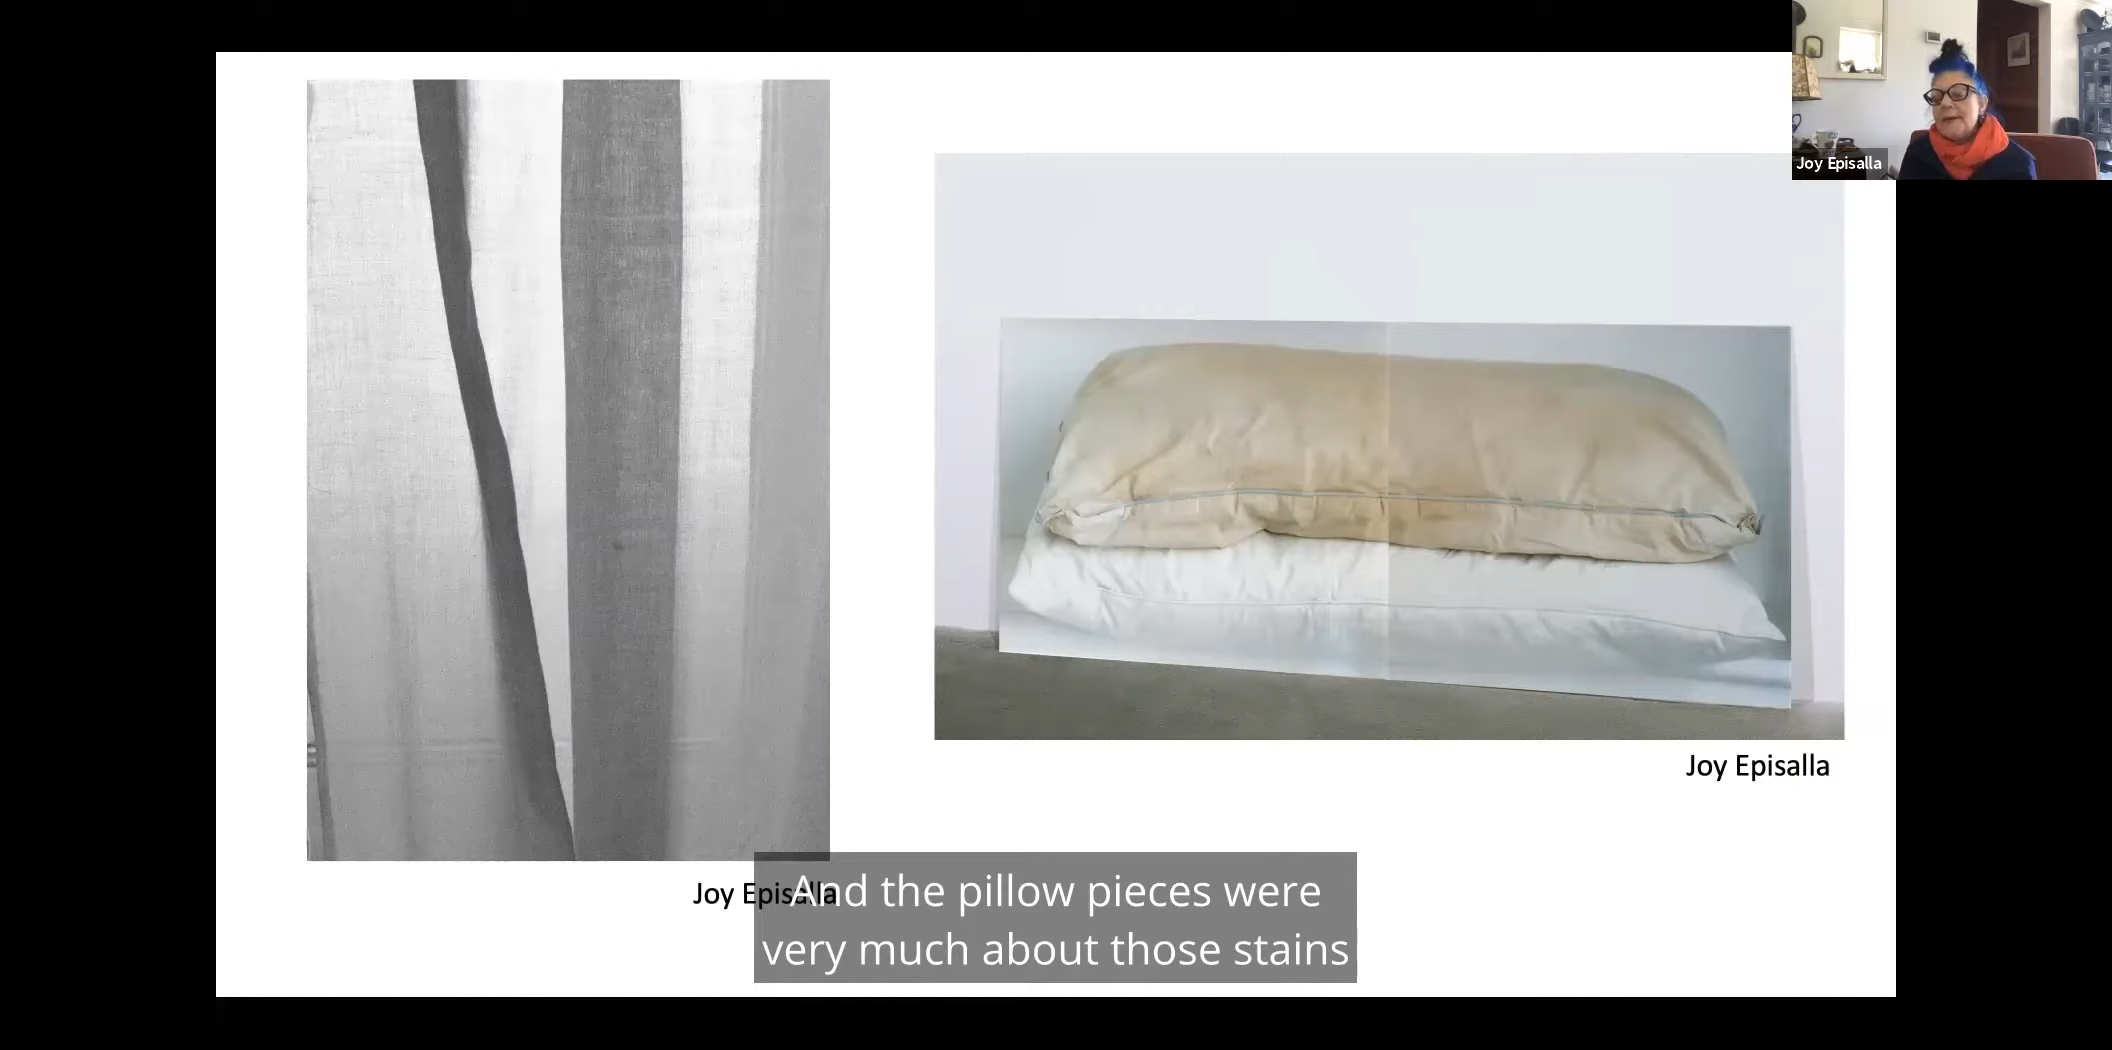 Joy Episalla
Joy Episalla
Joy Episalla
And the pillow pieces were
very much about those stains